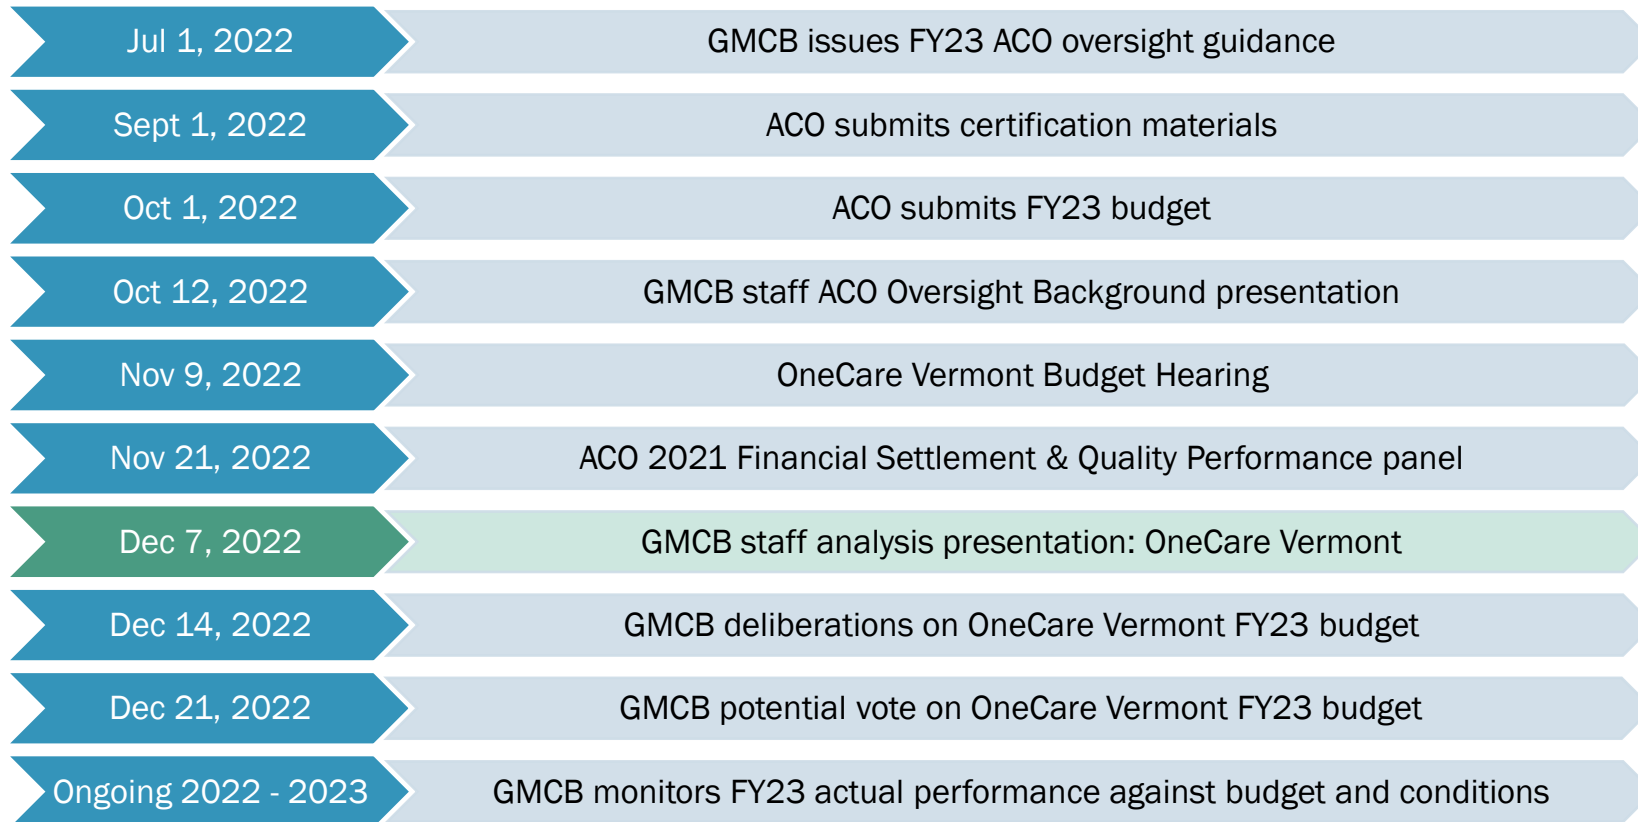 Jul 1, 2022
GMCB issues FY23 ACO oversight guidance
Sept 1, 2022
ACO submits certification materials
Oct 1, 2022
ACO submits FY23 budget
Oct 12, 2022
GMCB staff ACO Oversight Background presentation
Nov 9, 2022
OneCare Vermont Budget Hearing
Nov 21, 2022
ACO 2021 Financial Settlement & Quality Performance panel
Dec 7, 2022
GMCB staff analysis presentation: OneCare Vermont
Dec 14, 2022
GMCB deliberations on OneCare Vermont FY23 budget
Dec 21, 2022
GMCB potential vote on OneCare Vermont FY23 budget
Ongoing 2022 - 2023
GMCB monitors FY23 actual performance against budget and conditions